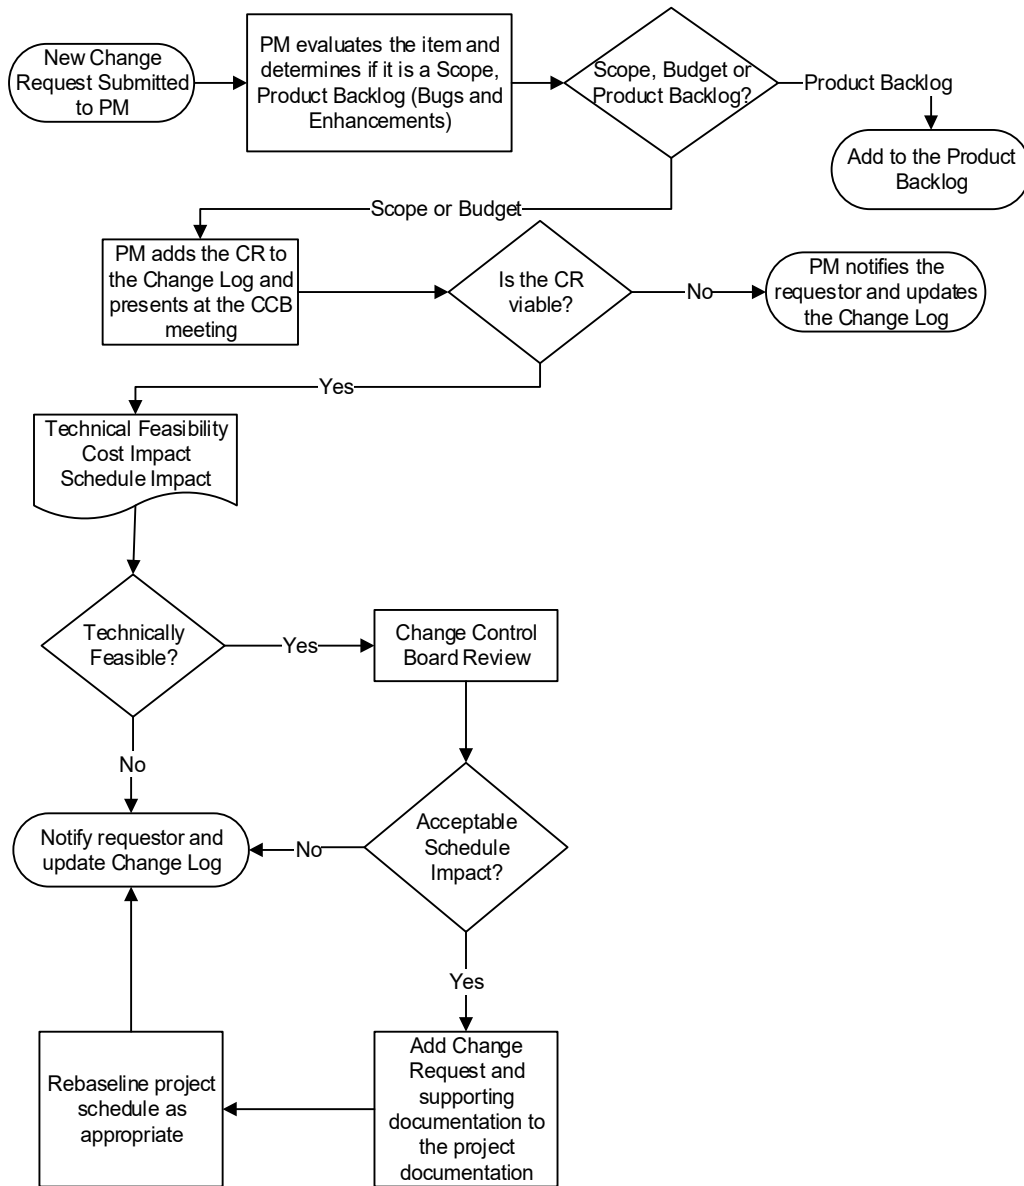 New Change
Request Submitted
to PM
PM evaluates the item and
determines if it is a Scope,
Product Backlog (Bugs and
Enhancements)
Scope, Budget or
Product Backlog?
Product Backlog
Add to the Product
Backlog
Scope or Budget
PM adds the CR to
the Change Log and
presents at the CCB
meeting
Is the CR
viable?
No
PM notifies the
requestor and updates
the Change Log
Yes
Technical Feasibility
Cost Impact
Schedule Impact
Technically
Feasible?
Yes
Change Control
Board Review
No
Notify requestor and
update Change Log
No
Acceptable
Schedule
Impact?
Yes
Rebaseline project
schedule as
appropriate
Add Change
Request and
supporting
documentation to
the project
documentation